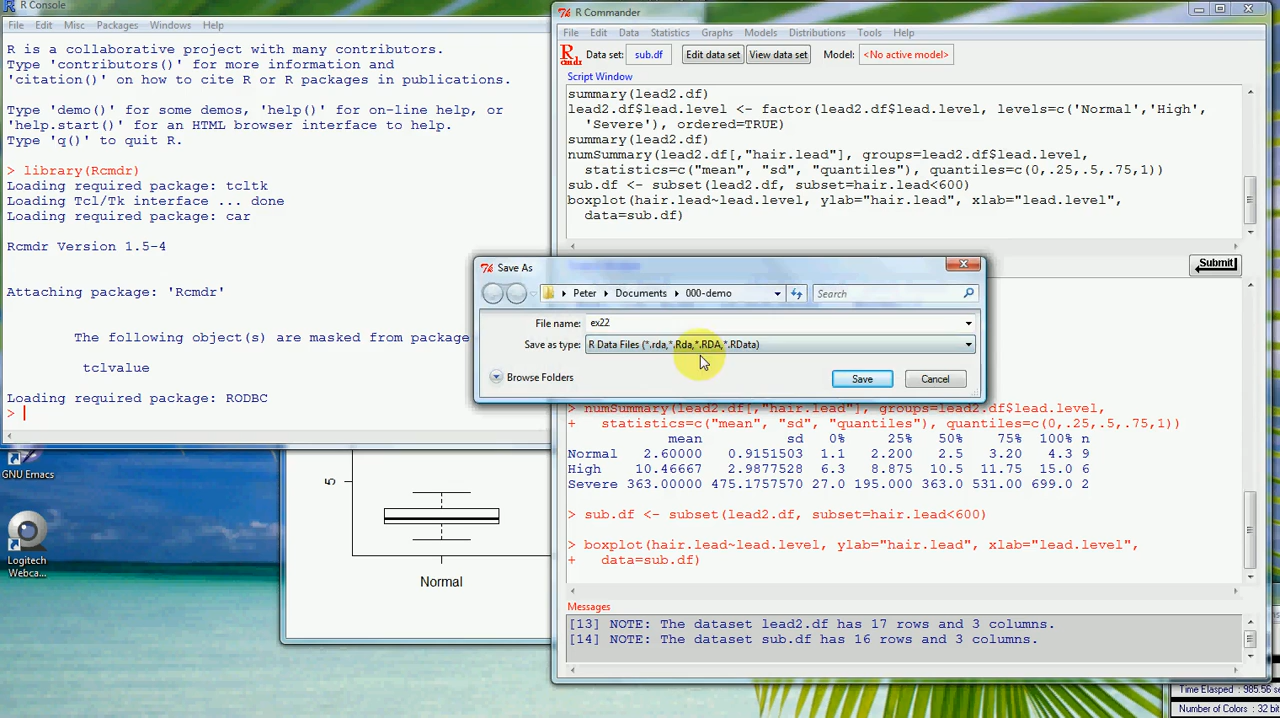 R Console
File Edit Misc Packages Windows Help
R is a collaborative project with many contributors.
Type 'contributors()' for more information and
'citation()' on how to cite R or R packages in publications.
Type 'demo()' for some demos, 'help()' for on-line help, or
'help.start()' for an HTML browser interface to help.
Type 'q()' to quit R.
> library(Rcmdr)
Loading required package: tcltk
Loading Tcl/Tk interface ... done
Loading required package: car
Rcmdr Version 1.5-4
Attaching package: 'Rcmdr'
The following object(s) are masked from package
tclvalue
Loading required package: RODBC
>
R Commander
File Edit Data Statistics Graphs Models Distributions Tools Help
R cmdr Data set: sub.df Edit data set View data set Model: <No active model>
Script Window
summary(lead2.df)
lead2.df$lead.level <- factor(lead2.df$lead.level, levels=c('Normal','High',
'Severe'), ordered=TRUE)
summary(lead2.df)
numSummary(lead2.df[,"hair.lead"], groups=lead2.df$lead.level,
statistics=c("mean", "sd", "quantiles"), quantiles=c(0,.25,.5,.75,1))
sub.df <- subset(lead2.df, subset=hair.lead<600)
boxplot(hair.lead~lead.level, ylab="hair.lead", xlab="lead.level",
data=sub.df)
Submit
Save As
Peter Documents 000-demo Search
File name: ex22
Save as type: R Data Files (*.rda,*.Rda,*.RDA,*.RData)
Browse Folders Save Cancel
> numSummary(lead2.df[,"hair.lead"], groups=lead2.df$lead.level,
+ statistics=c("mean", "sd", "quantiles"), quantiles=c(0,.25,.5,.75,1))
mean sd 0% 25% 50% 75% 100% n
Normal 2.60000 0.9151503 1.1 2.200 2.5 3.20 4.3 9
High 10.46667 2.9877528 6.3 8.875 10.5 11.75 15.0 6
Severe 363.00000 475.1757570 27.0 195.000 363.0 531.00 699.0 2
> sub.df <- subset(lead2.df, subset=hair.lead<600)
> boxplot(hair.lead~lead.level, ylab="hair.lead", xlab="lead.level",
+ data=sub.df)
Messages
[13] NOTE: The dataset lead2.df has 17 rows and 3 columns.
[14] NOTE: The dataset sub.df has 16 rows and 3 columns.
GNU Emacs
Logitech
Webca...
5
Normal
Time Elasped : 985.56 se
Number of Colors : 32 bit